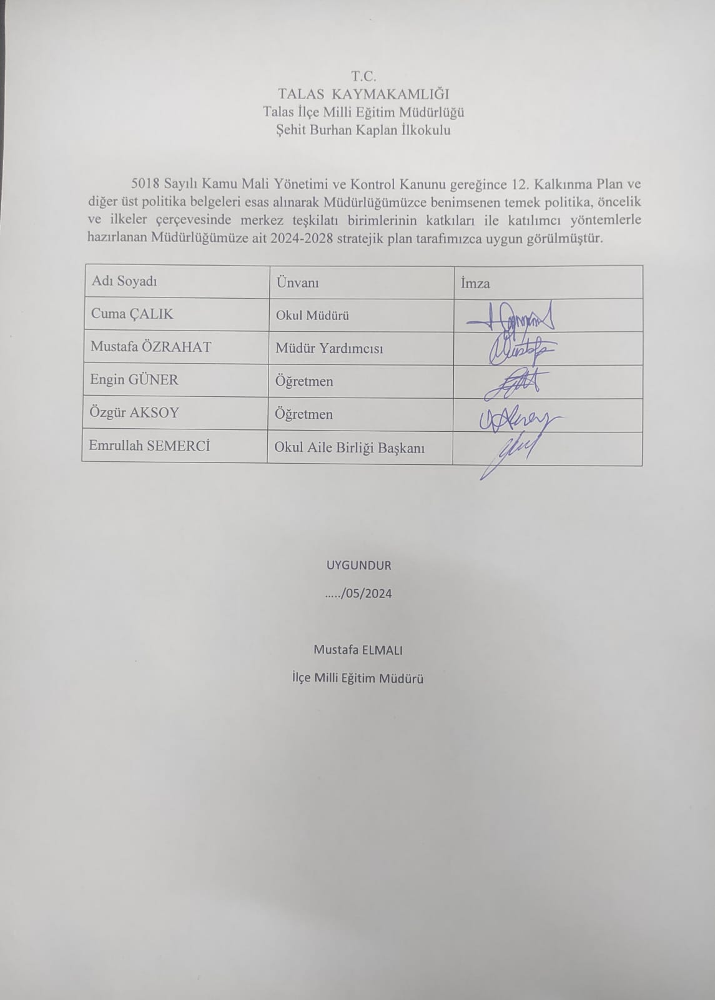 T.C.
TALAS KAYMAKAMLIĞI
Talas İlçe Milli Eğitim Müdürlüğü
Şehit Burhan Kaplan İlkokulu
5018 Sayılı Kamu Mali Yönetimi ve Kontrol Kanunu gereğince 12. Kalkınma Plan ve
diğer üst politika belgeleri esas alınarak Müdürlüğümüzce benimsenen temek politika, öncelik
ve ilkeler çerçevesinde merkez teşkilatı birimlerinin katkıları ile katılımcı yöntemlerle
hazırlanan Müdürlüğümüze ait 2024-2028 stratejik plan tarafımızca uygun görülmüştür.
Adı Soyadı Ünvanı İmza
Cuma ÇALIK Okul Müdürü
Mustafa ÖZRAHAT Müdür Yardımcısı Mustafa
Engin GÜNER Öğretmen
Özgür AKSOY Öğretmen
Emrullah SEMERCİ Okul Aile Birliği Başkanı
UYGUNDUR
...../05/2024
Mustafa ELMALI
İlçe Milli Eğitim Müdürü